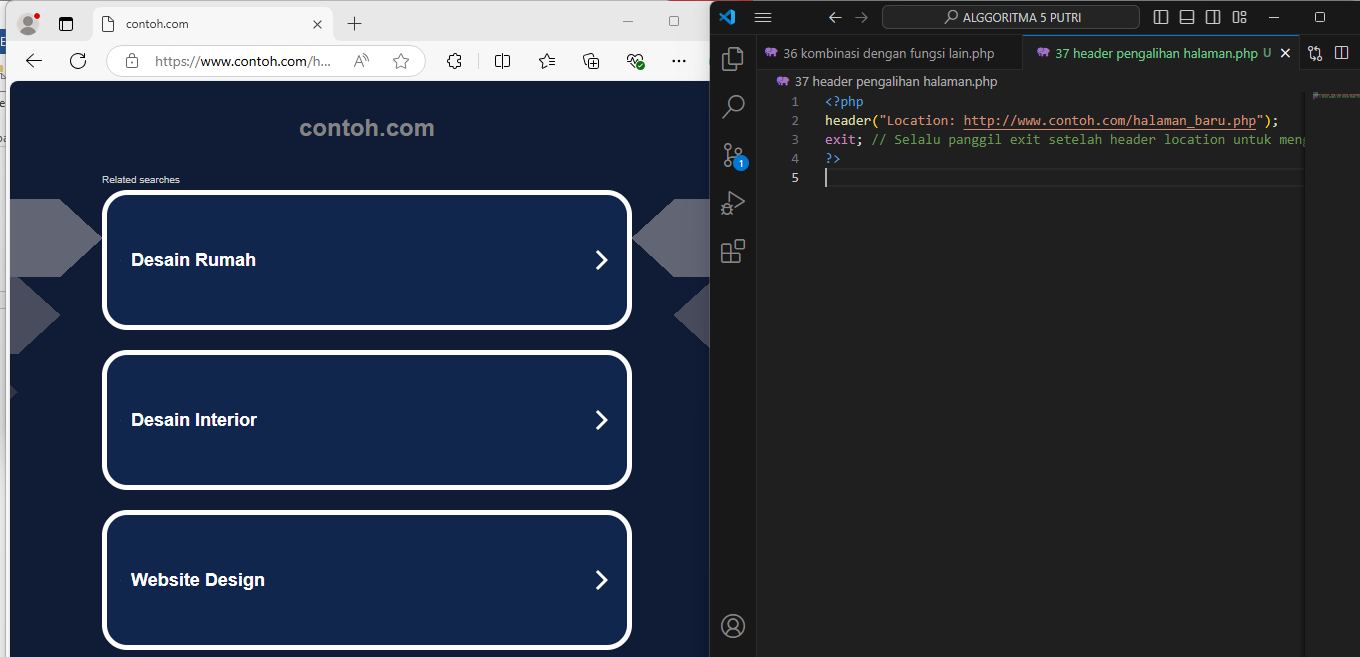 contoh.com
https://www.contoh.com/h...
contoh.com
Related searches
Desain Rumah
Desain Interior
Website Design
ALGGORITMA 5 PUTRI
36 kombinasi dengan fungsi lain.php
37 header pengalihan halaman.php U
37 header pengalihan halaman.php
1 <?php
2 header("Location: http://www.contoh.com/halaman_baru.php");
3 exit; // Selalu panggil exit setelah header location untuk meng
4 ?>
5
1